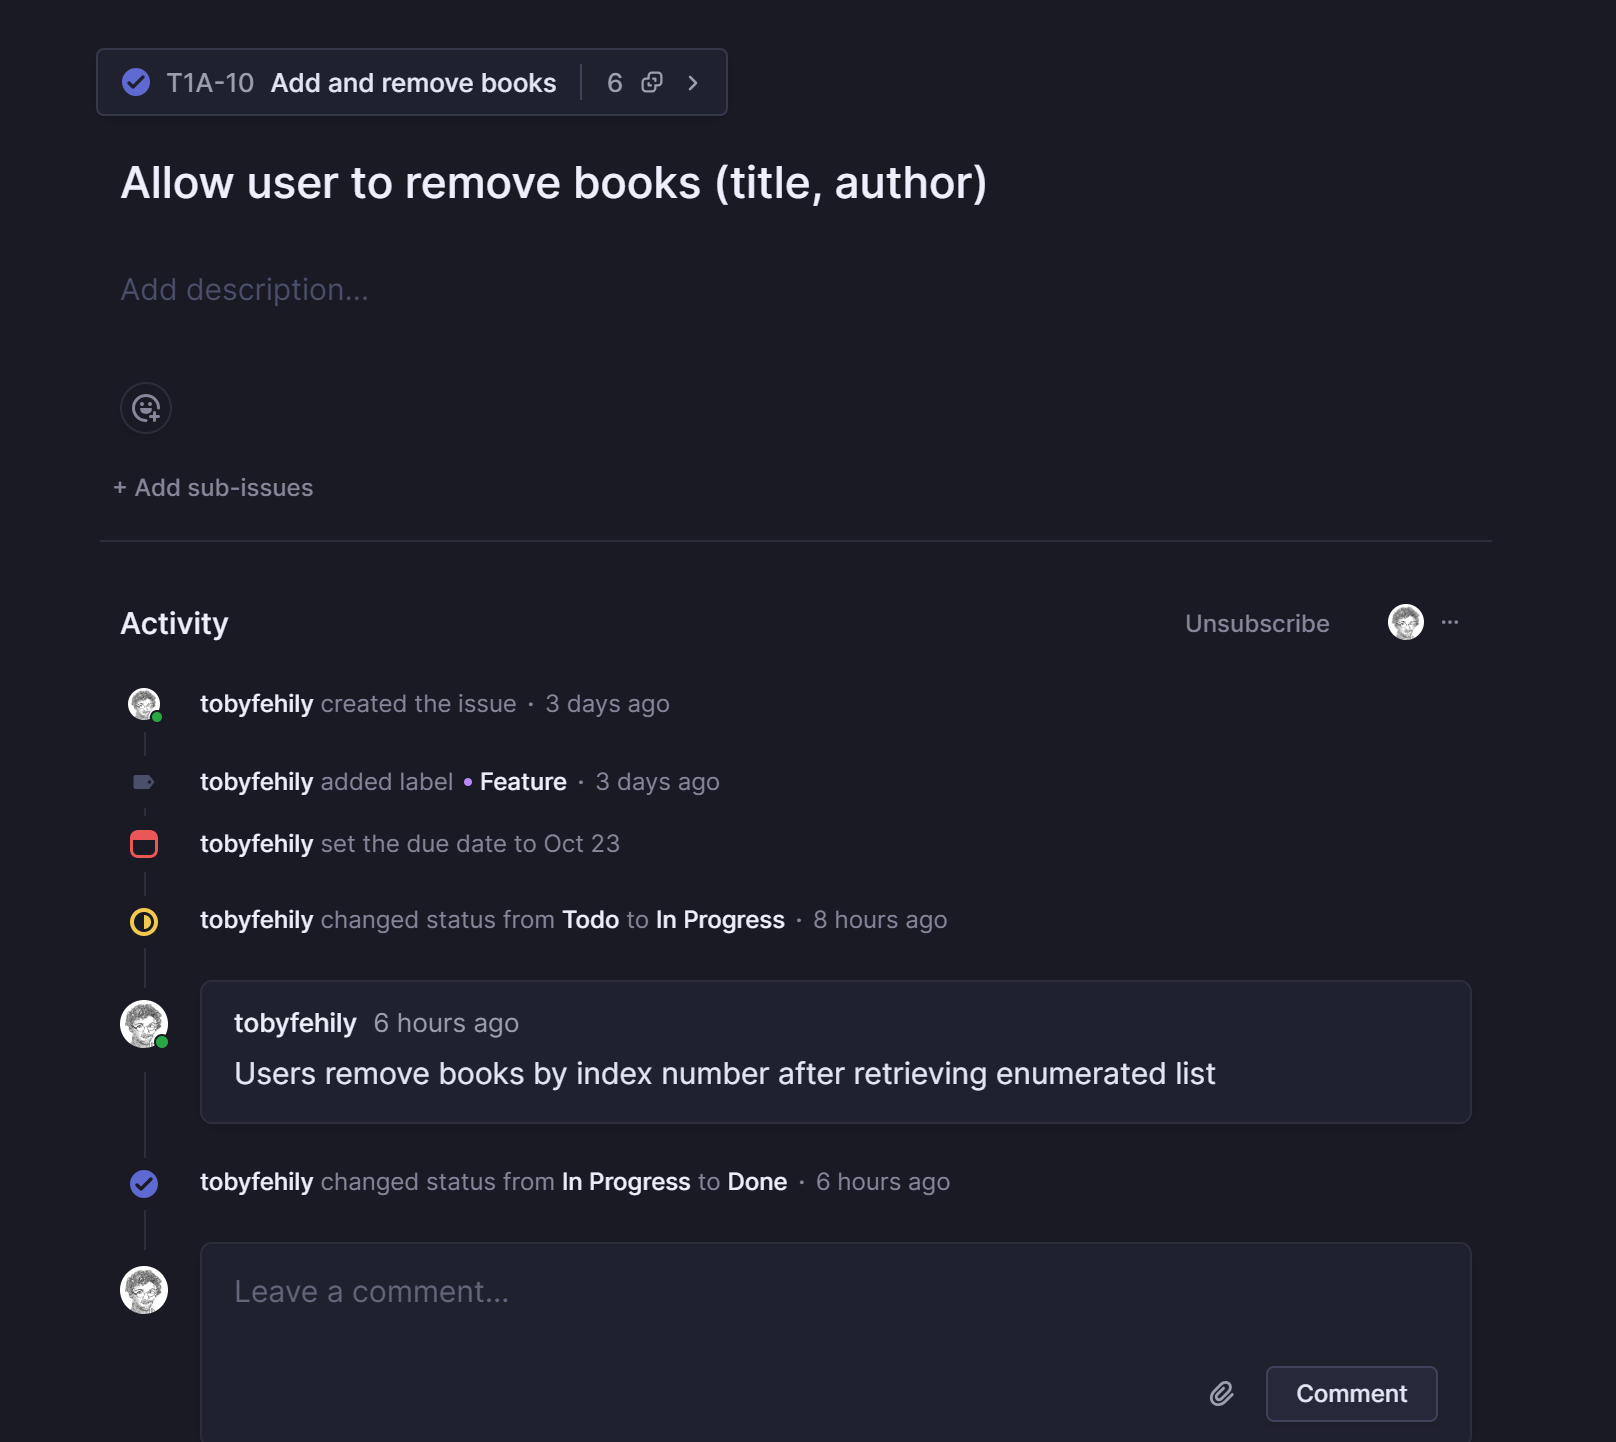 T1A-10 Add and remove books 6
Allow user to remove books (title, author)
Add description...
+ Add sub-issues
Activity
Unsubscribe
tobyfehily created the issue · 3 days ago
tobyfehily added label • Feature · 3 days ago
tobyfehily set the due date to Oct 23
tobyfehily changed status from Todo to In Progress · 8 hours ago
tobyfehily 6 hours ago
Users remove books by index number after retrieving enumerated list
tobyfehily changed status from In Progress to Done · 6 hours ago
Leave a comment...
Comment